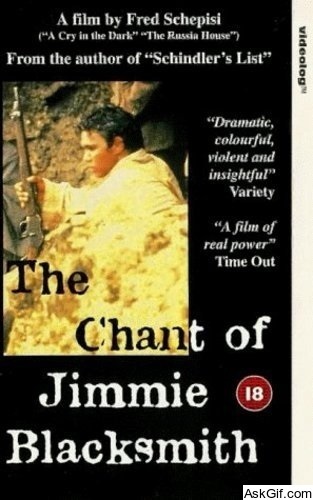 A film by Fred Schepisi
("A Cry in the Dark" "The Russia House")
From the author of "Schindler's List"
videolog™
"Dramatic,
colourful,
violent and
insightful"
Variety
"A film of
real power"
Time Out
The
Chant of
Jimmie
Blacksmith
18
AskGif.com